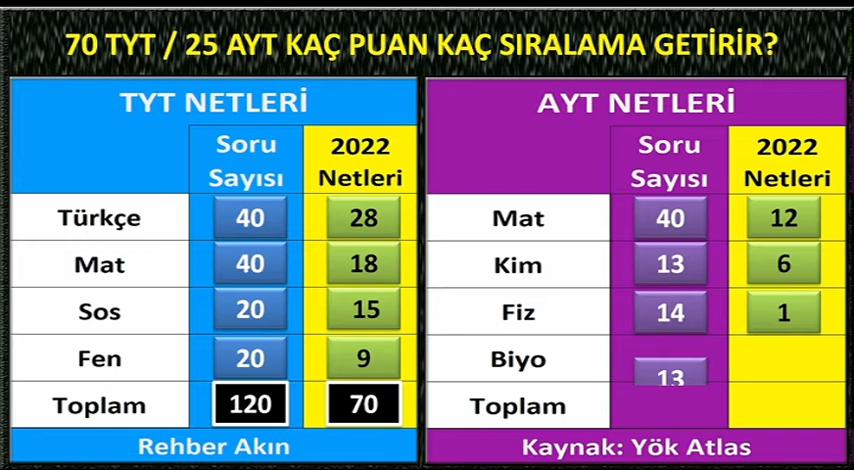 70 TYT / 25 AYT KAÇ PUAN KAÇ SIRALAMA GETİRİR?
TYT NETLERİ
Soru Sayısı 2022 Netleri
Türkçe 40 28
Mat 40 18
Sos 20 15
Fen 20 9
Toplam 120 70
Rehber Akın
AYT NETLERİ
Soru Sayısı 2022 Netleri
Mat 40 12
Kim 13 6
Fiz 14 1
Biyo 13
Toplam
Kaynak: Yök Atlas